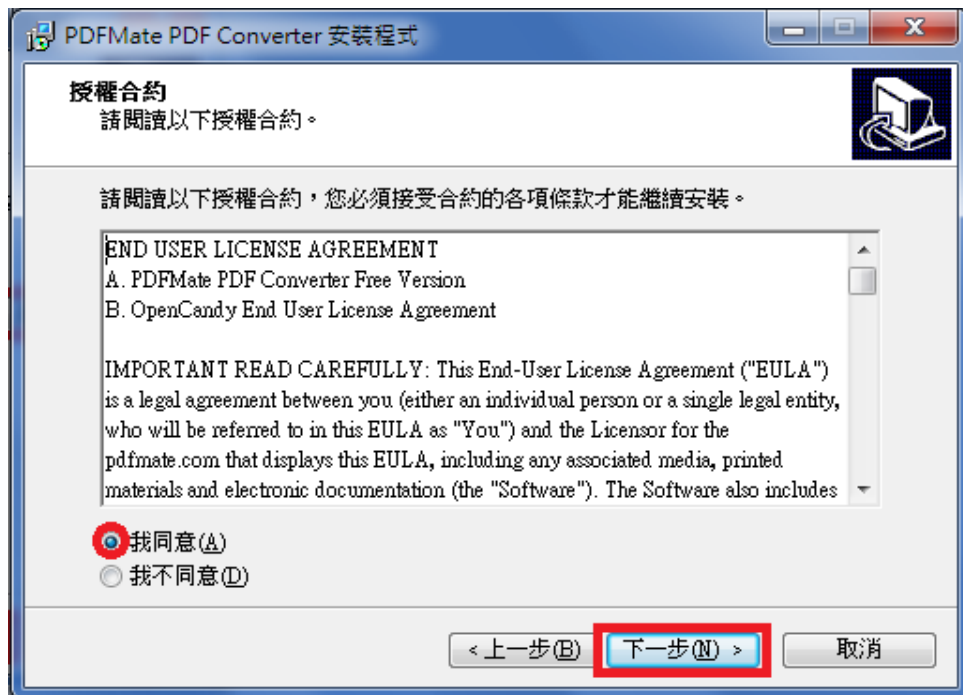 PDFMate PDF Converter 安裝程式
授權合約
請閱讀以下授權合約。
請閱讀以下授權合約，您必須接受合約的各項條款才能繼續安裝。
END USER LICENSE AGREEMENT
A. PDFMate PDF Converter Free Version
B. OpenCandy End User License Agreement
IMPORTANT READ CAREFULLY: This End-User License Agreement ("EULA")
is a legal agreement between you (either an individual person or a single legal entity,
who will be referred to in this EULA as "You") and the Licensor for the
pdfmate.com that displays this EULA, including any associated media, printed
materials and electronic documentation (the "Software"). The Software also includes
我同意(A)
我不同意(D)
<上一步(B) 下一步(N) > 取消